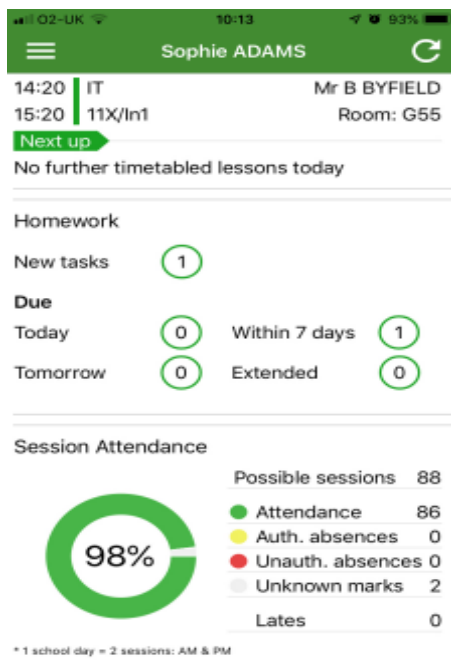 O2-UK 10:13 93%
Sophie ADAMS
14:20 IT Mr B BYFIELD
15:20 11X/In1 Room: G55
Next up
No further timetabled lessons today
Homework
New tasks 1
Due
Today 0 Within 7 days 1
Tomorrow 0 Extended 0
Session Attendance
Possible sessions 88
Attendance 86
Auth. absences 0
98%
Unauth. absences 0
Unknown marks 2
Lates 0
* 1 school day = 2 sessions: AM & PM